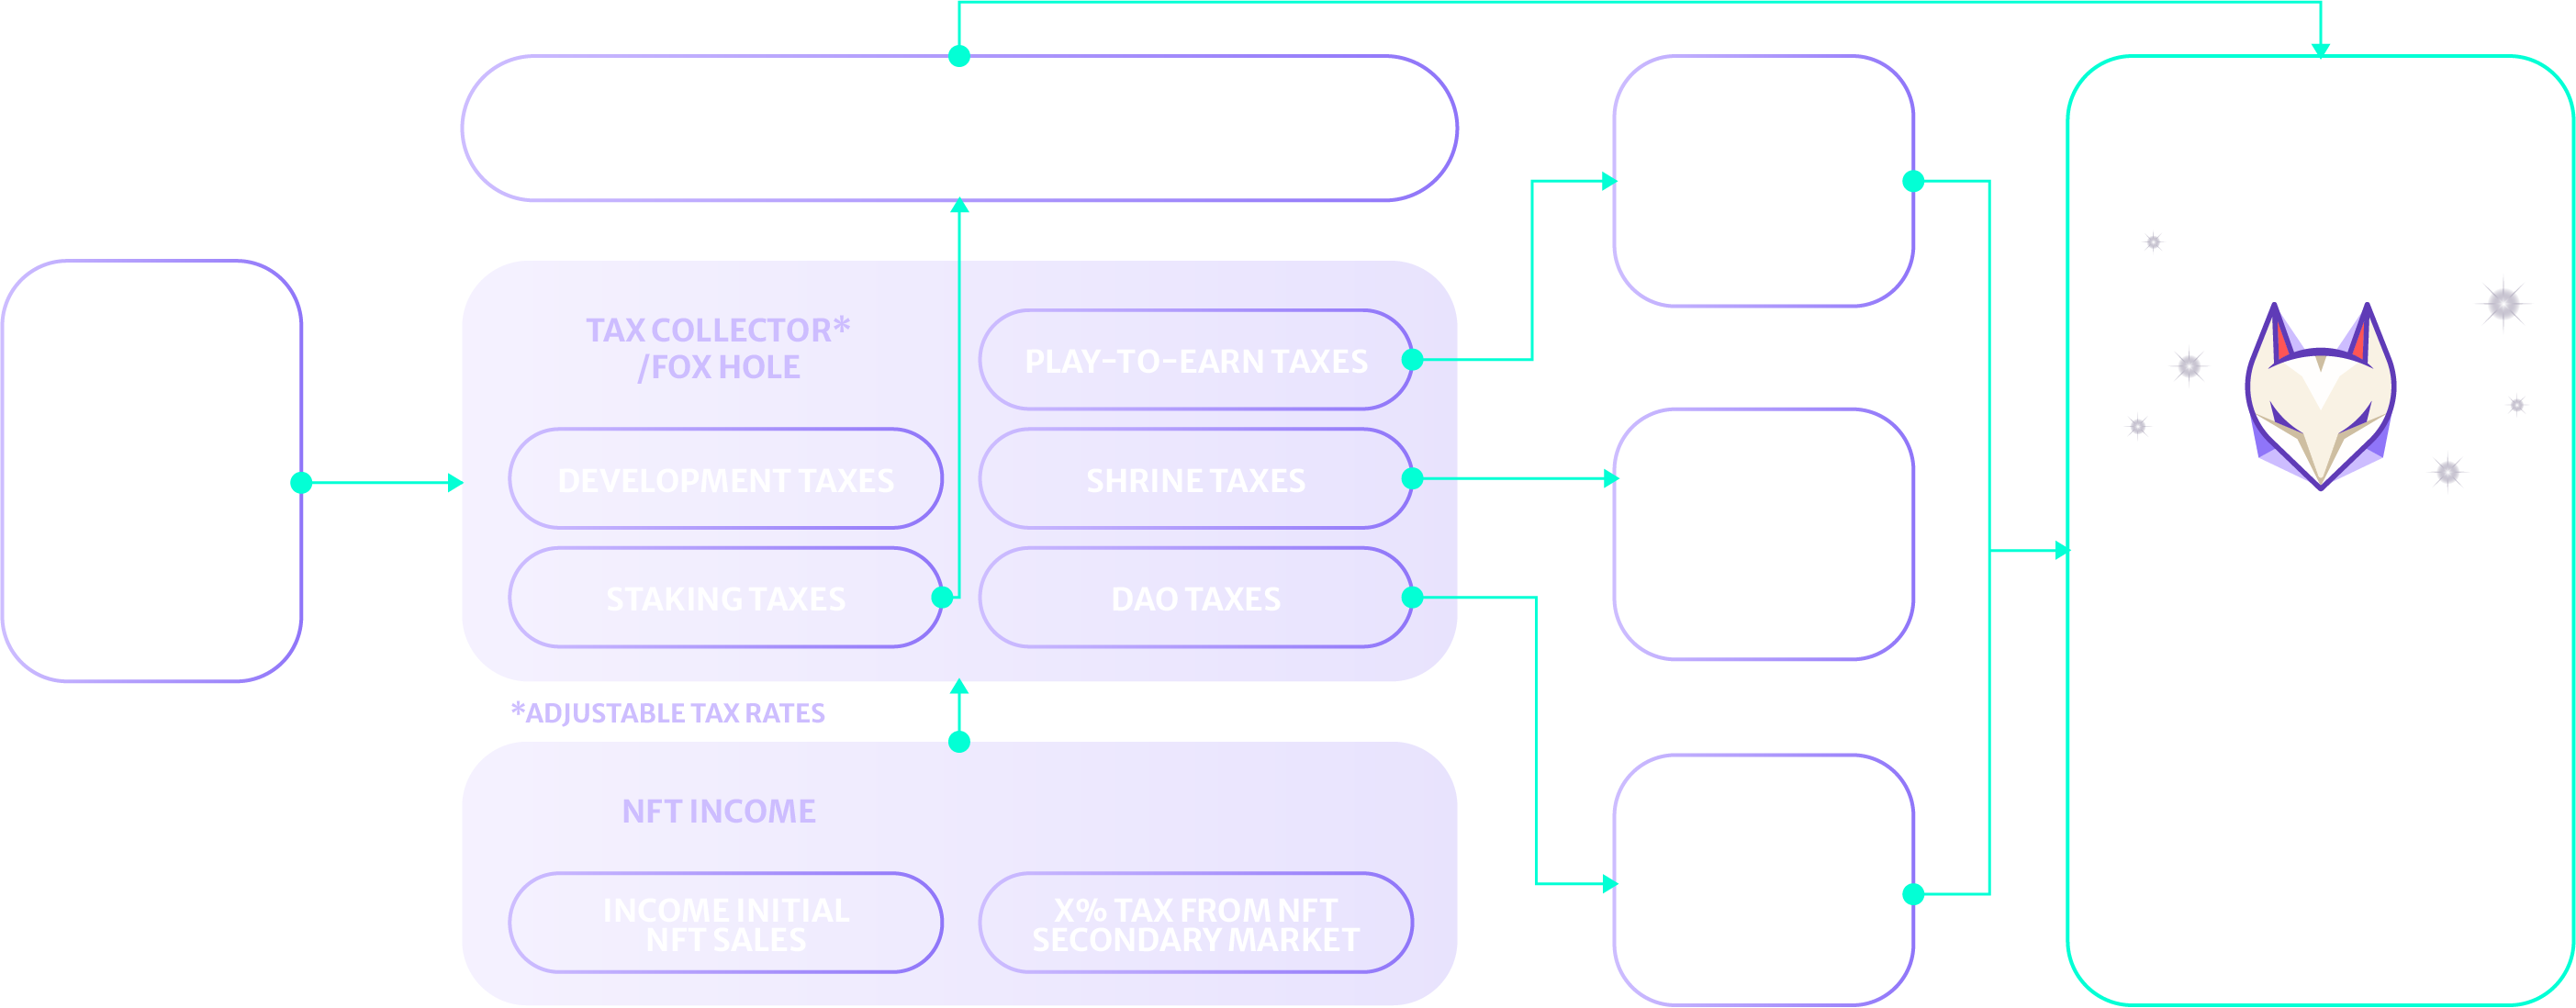 TAX COLLECTOR*
/FOX HOLE
PLAY-TO-EARN TAXES
DEVELOPMENT TAXES
SHRINE TAXES
STAKING TAXES
DAO TAXES
*ADJUSTABLE TAX RATES
NFT INCOME
INCOME INITIAL
NFT SALES
X% TAX FROM NFT
SECONDARY MARKET